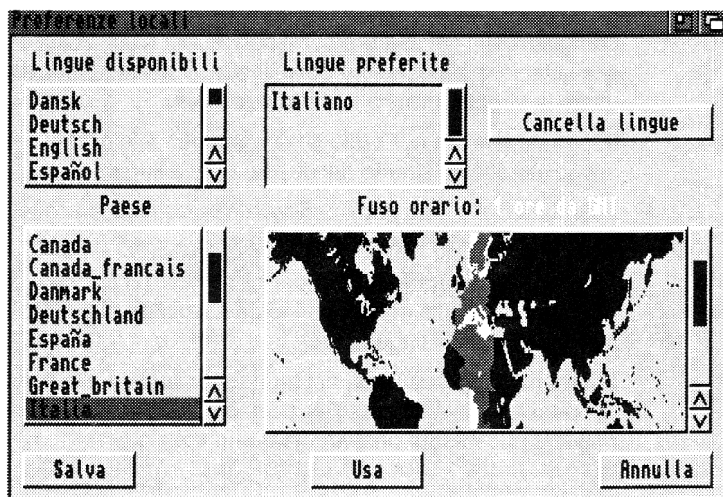 Preferenze locali
Lingue disponibili
Dansk
Deutsch
English
Español
Lingue preferite
Italiano
Cancella lingue
Paese
Canada
Canada_francais
Danmark
Deutschland
España
France
Great_britain
Italia
Fuso orario:
Salva
Usa
Annulla